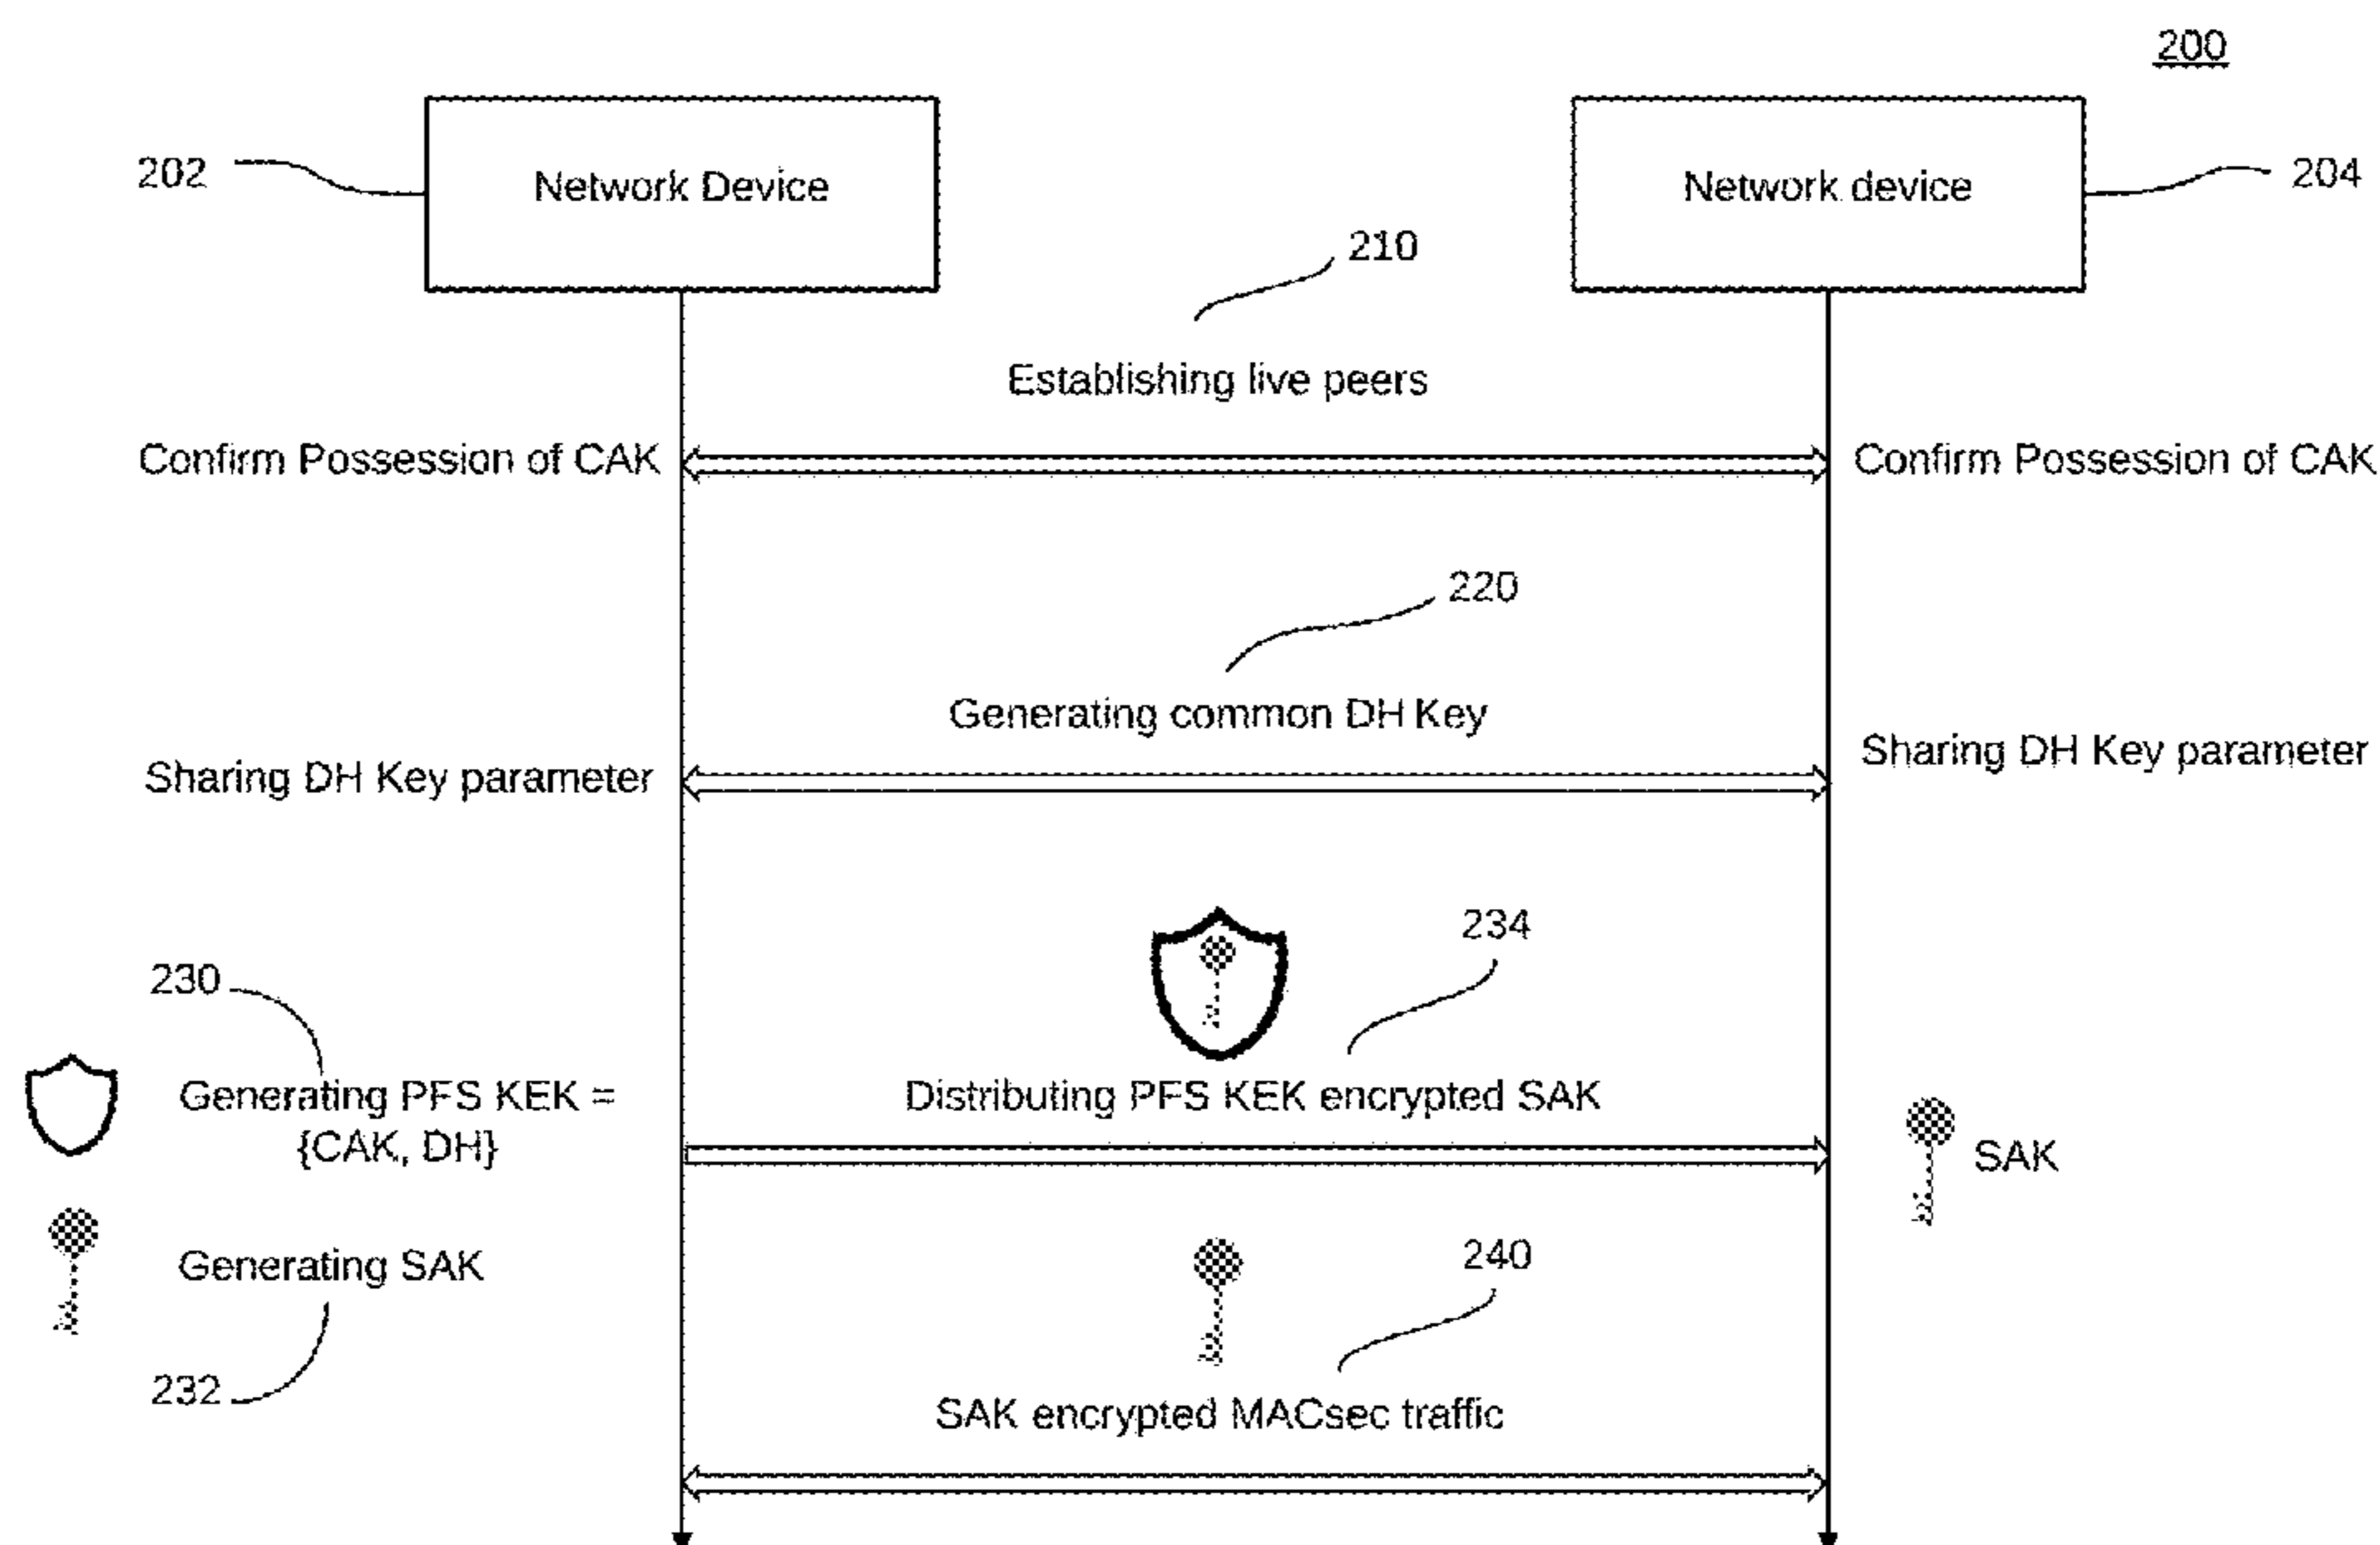 200
202
Network Device
Network device
204
210
Establishing live peers
Confirm Possession of CAK
Confirm Possession of CAK
220
Generating common DH Key
Sharing DH Key parameter
Sharing DH Key parameter
234
230
Generating PFS KEK =
{CAK, DH}
Distributing PFS KEK encrypted SAK
SAK
Generating SAK
240
232
SAK encrypted MACsec traffic